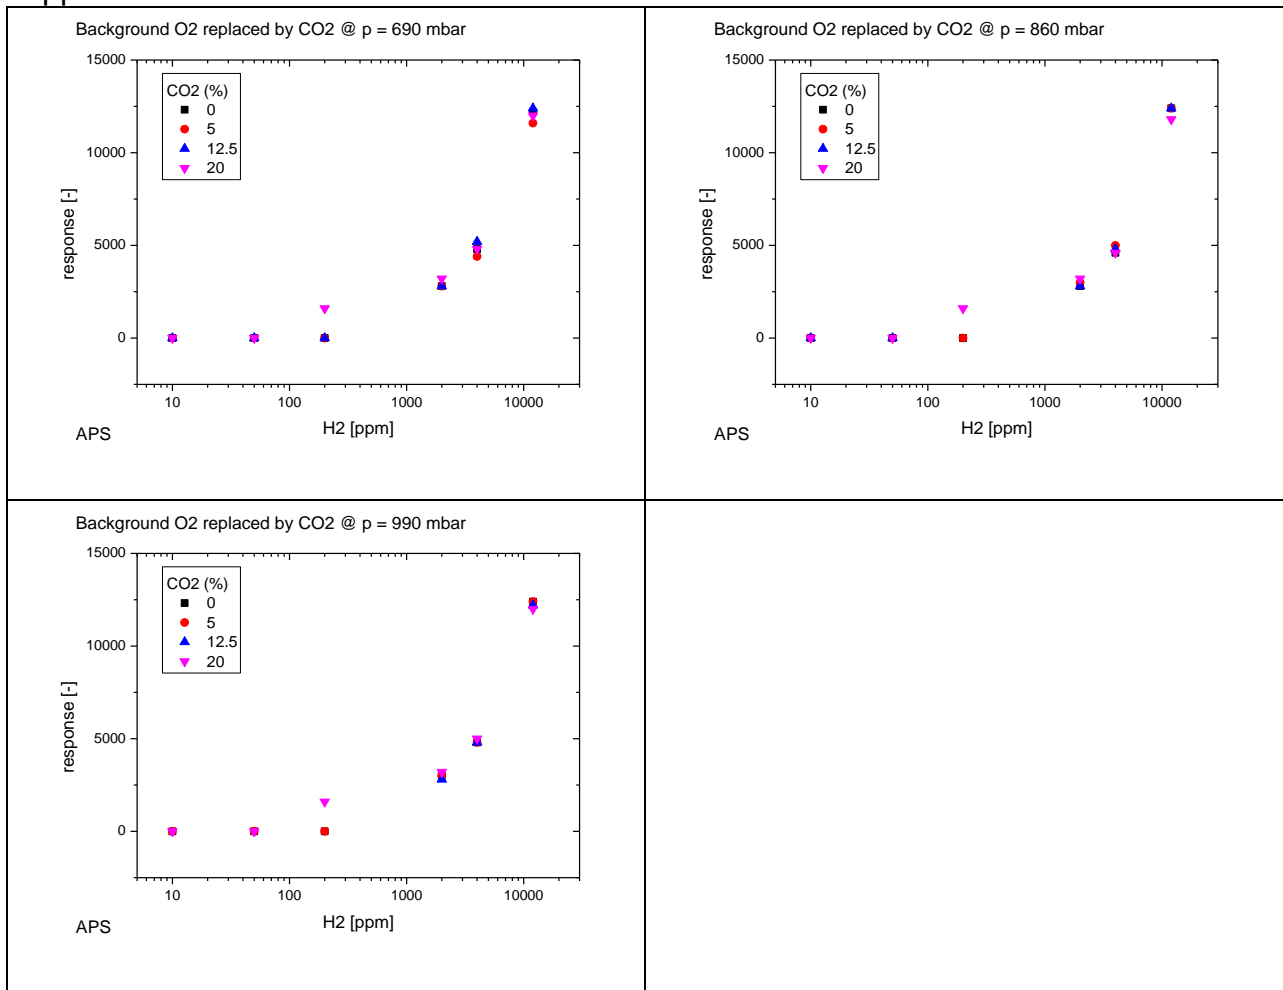 Background O2 replaced by CO2 @ p = 690 mbar
15000
10000
5000
0
response [-]
CO2 (%)
0
5
12.5
20
10
100
1000
10000
H2 [ppm]
APS
Background O2 replaced by CO2 @ p = 860 mbar
15000
10000
5000
0
response [-]
CO2 (%)
0
5
12.5
20
10
100
1000
10000
H2 [ppm]
APS
Background O2 replaced by CO2 @ p = 990 mbar
15000
10000
5000
0
response [-]
CO2 (%)
0
5
12.5
20
10
100
1000
10000
H2 [ppm]
APS